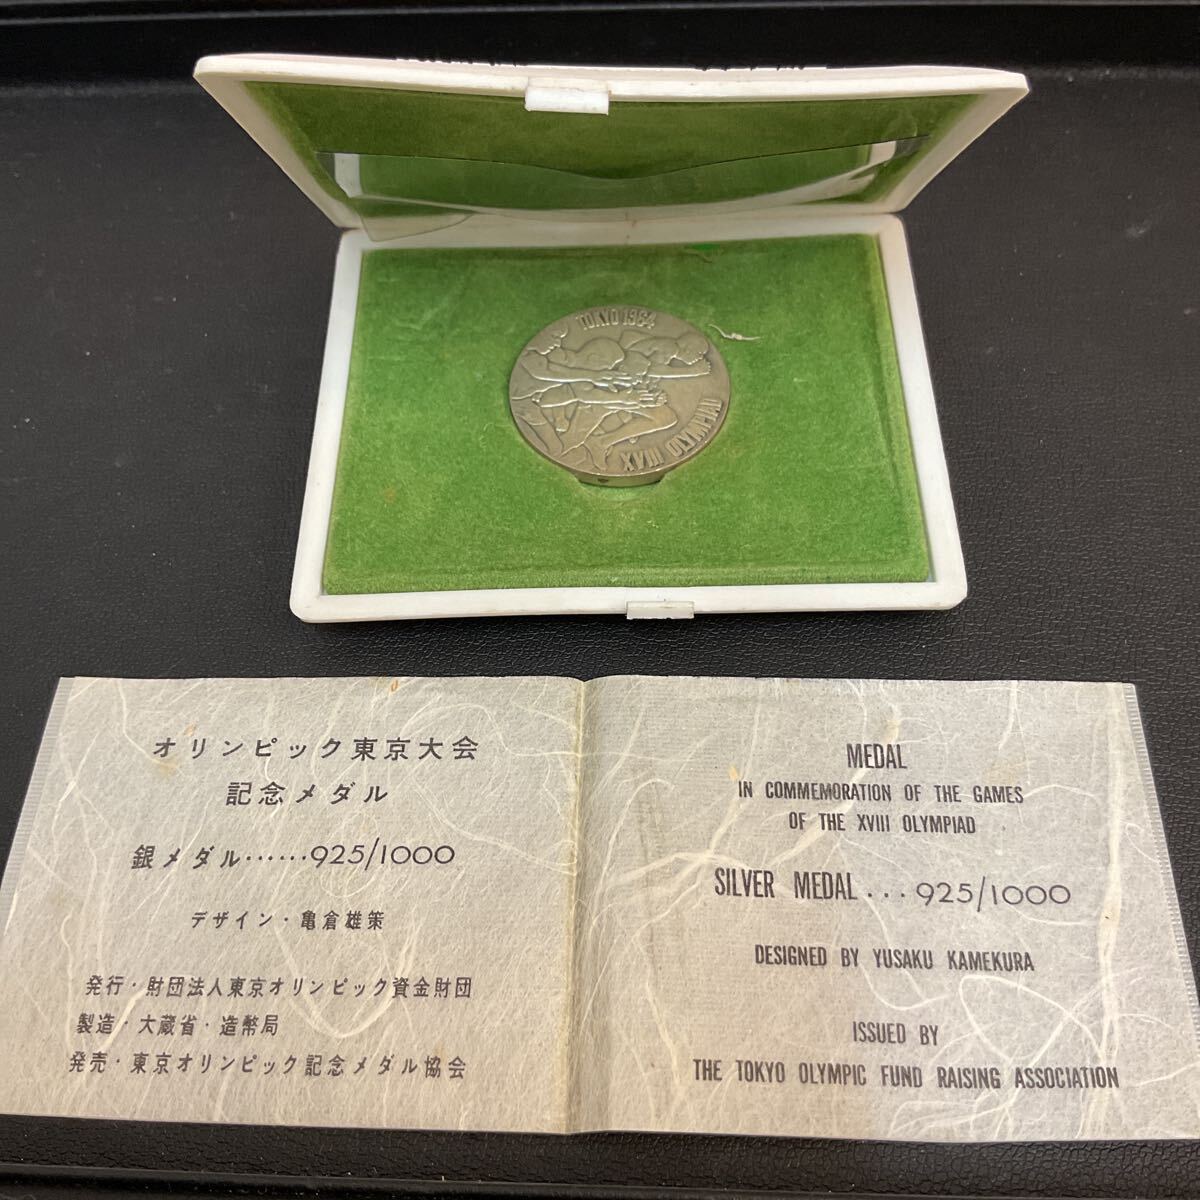 TOKYO 1964
XVIII OLYMPIAD
オリンピック東京大会
記念メダル
銀メダル……925/1000
デザイン・亀倉雄策
発行・財団法人東京オリンピック資金財団
製造・大蔵省・造幣局
発売・東京オリンピック記念メダル協会
MEDAL
IN COMMEMORATION OF THE GAMES
OF THE XVIII OLYMPIAD
SILVER MEDAL...925/1000
DESIGNED BY YUSAKU KAMEKURA
ISSUED BY
THE TOKYO OLYMPIC FUND RAISING ASSOCIATION